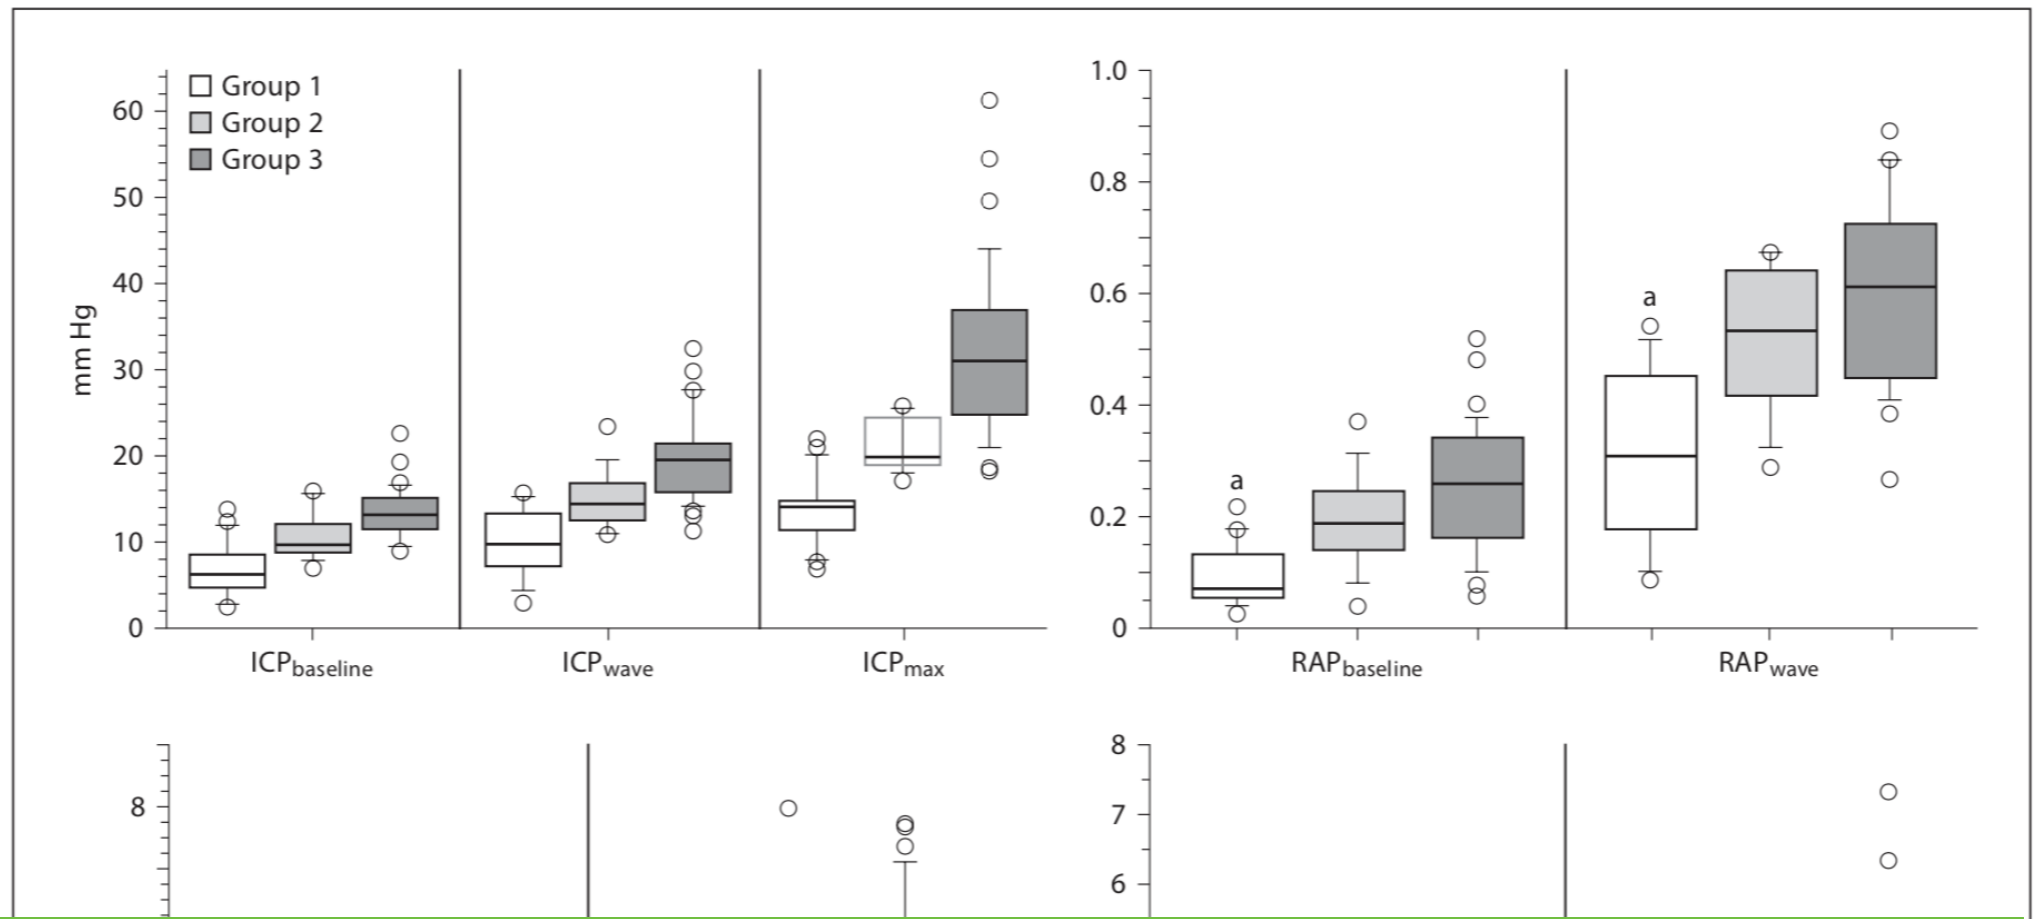 Group 1
Group 2
Group 3
60
50
40
30
20
10
0
mm Hg
ICPbaseline
ICPwave
ICPmax
1.0
0.8
0.6
0.4
0.2
0
a
a
RAPbaseline
RAPwave
8
8
7
6